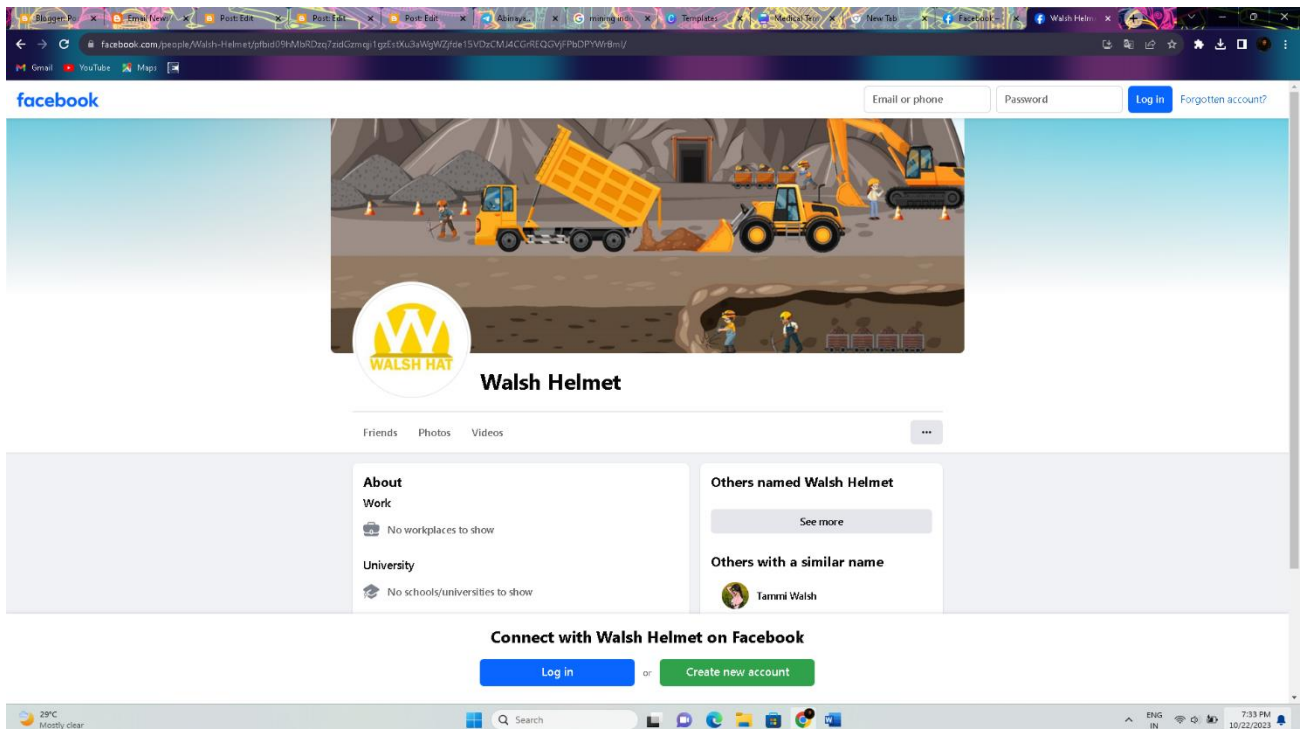 Blogger: Po
Email New
Post: Edit
Post: Edit
Post: Edit
Abinaya..
G mining indu
Templates
Medical Tran
New Tab
Facebook –
Walsh Helm
facebook.com/people/Walsh-Helmet/
Gmail YouTube Maps
facebook
Email or phone
Password
Log in
Forgotten account?
WALSH HAT
Walsh Helmet
Friends Photos Videos
...
About
Work
No workplaces to show
University
No schools/universities to show
Others named Walsh Helmet
See more
Others with a similar name
Tammi Walsh
Connect with Walsh Helmet on Facebook
Log in or Create new account
29°C
Mostly clear
Search
ENG
IN
7:33 PM
10/22/2023